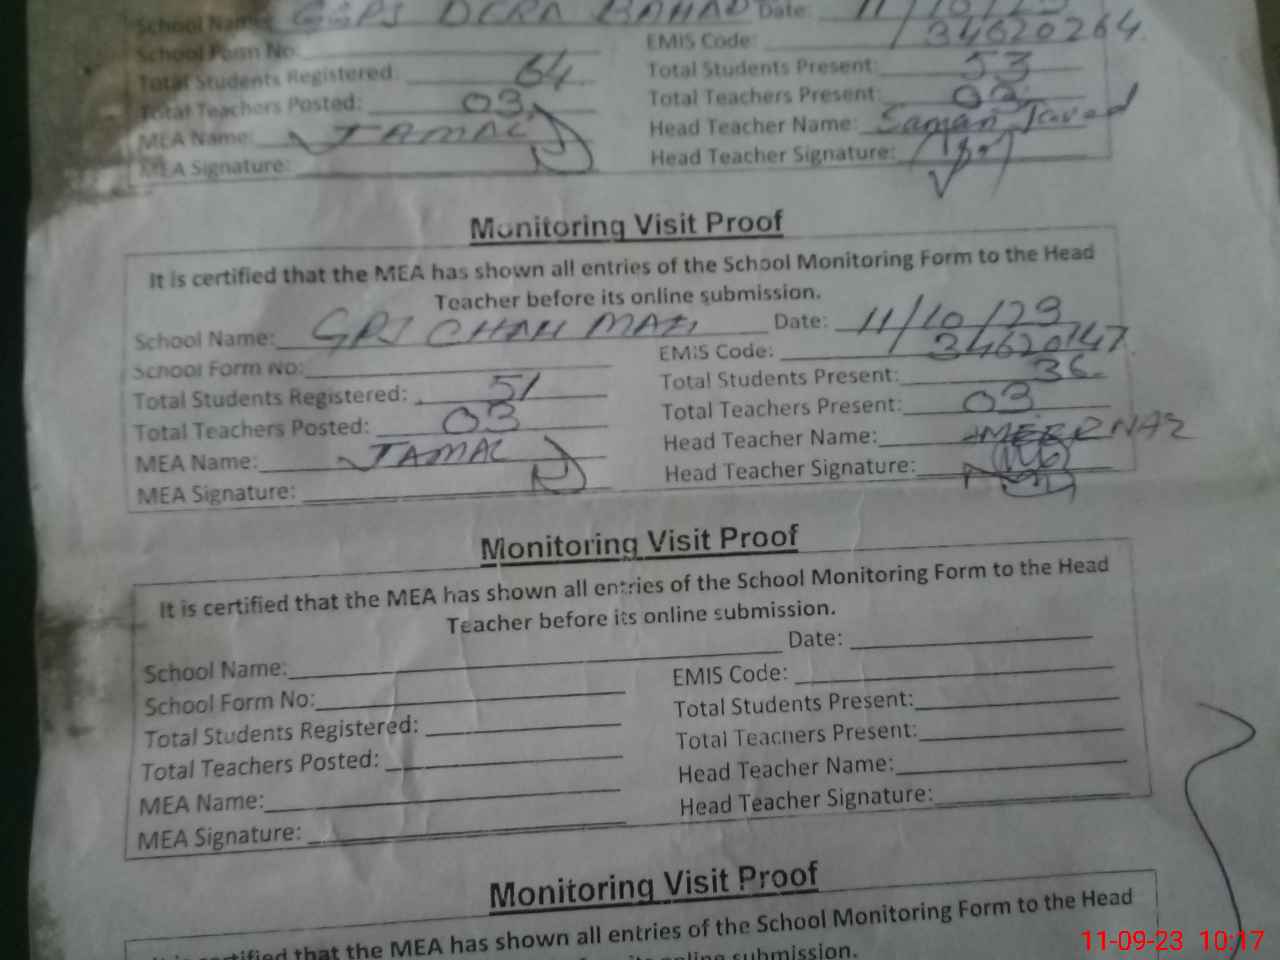 School Name: GGPS DERA BAHAD Date: 11/10/23
School Form No: EMIS Code: 34620264
Total Students Registered: 64 Total Students Present: 53
Total Teachers Posted: 03 Total Teachers Present: 03
MEA Name: JAMAL Head Teacher Name: Saman Javed
MEA Signature: Head Teacher Signature:
Monitoring Visit Proof
It is certified that the MEA has shown all entries of the School Monitoring Form to the Head
Teacher before its online submission.
School Name: CHAH Date: 11/10/23
School Form No: EMIS Code: 34620147
Total Students Registered: 51 Total Students Present: 36
Total Teachers Posted: 03 Total Teachers Present: 03
MEA Name: JAMAL Head Teacher Name:
MEA Signature: Head Teacher Signature:
Monitoring Visit Proof
It is certified that the MEA has shown all entries of the School Monitoring Form to the Head
Teacher before its online submission.
School Name: Date:
School Form No: EMIS Code:
Total Students Registered: Total Students Present:
Total Teachers Posted: Total Teachers Present:
MEA Name: Head Teacher Name:
MEA Signature: Head Teacher Signature:
Monitoring Visit Proof
certified that the MEA has shown all entries of the School Monitoring Form to the Head
online submission.
11-09-23 10:17